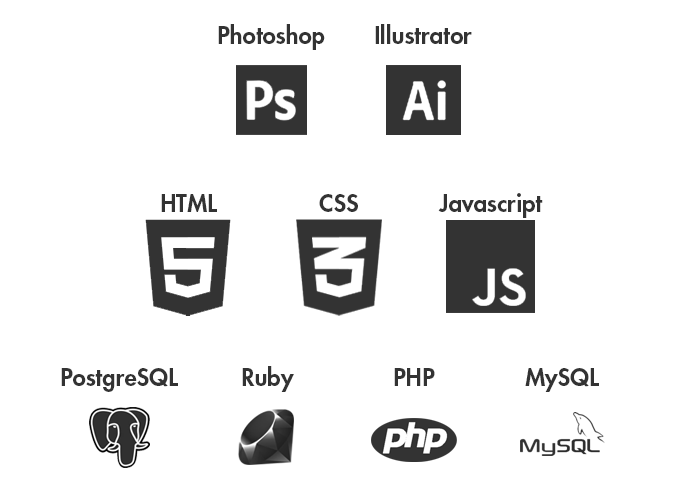 Photoshop Illustrator
Ps Ai
HTML CSS Javascript
5 3 JS
PostgreSQL Ruby PHP MySQL
php MySQL